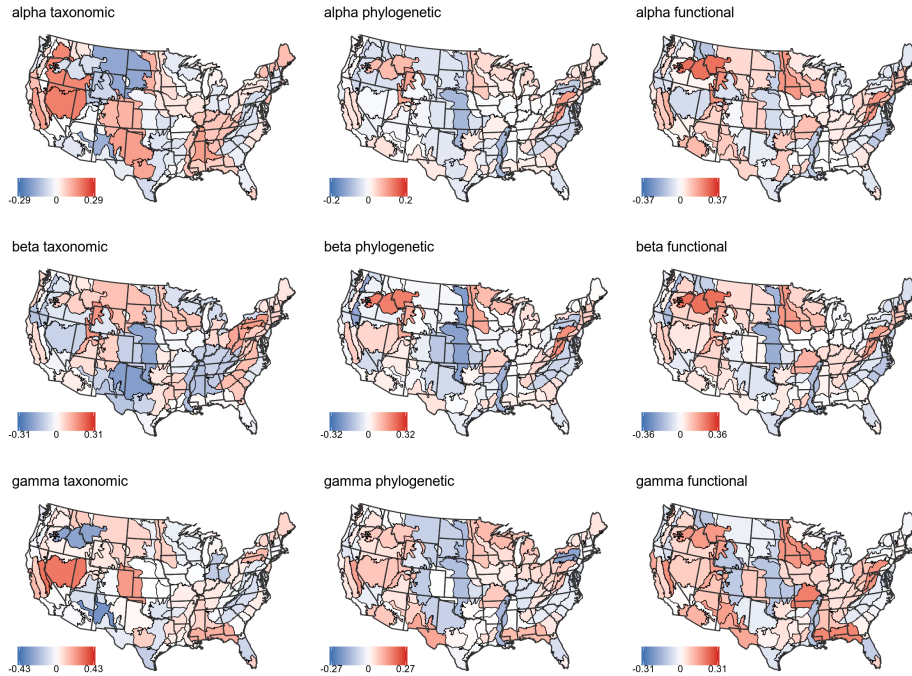 alpha taxonomic alpha phylogenetic alpha functional
-0.29 0 0.29 -0.2 0 0.2 -0.37 0 0.37
beta taxonomic beta phylogenetic beta functional
-0.31 0 0.31 -0.32 0 0.32 -0.36 0 0.36
gamma taxonomic gamma phylogenetic gamma functional
-0.43 0 0.43 -0.27 0 0.27 -0.31 0 0.31